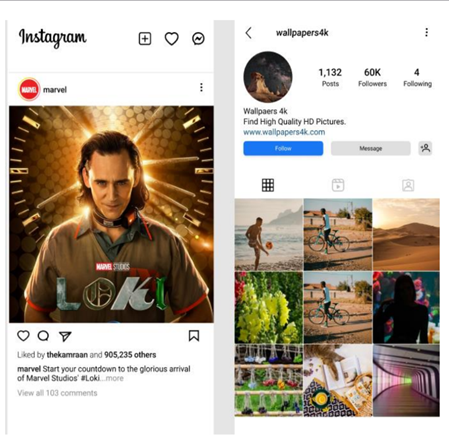 Instagram
MARVEL
marvel
MARVEL STUDIOS
LOKI
Liked by thekamraan and 905,235 others
marvel Start your countdown to the glorious arrival
of Marvel Studios' #Loki...more
View all 103 comments
wallpapers4k
1,132 60K 4
Posts Followers Following
Wallpaers 4k
Find High Quality HD Pictures.
www.wallpapers4k.com
Follow Message